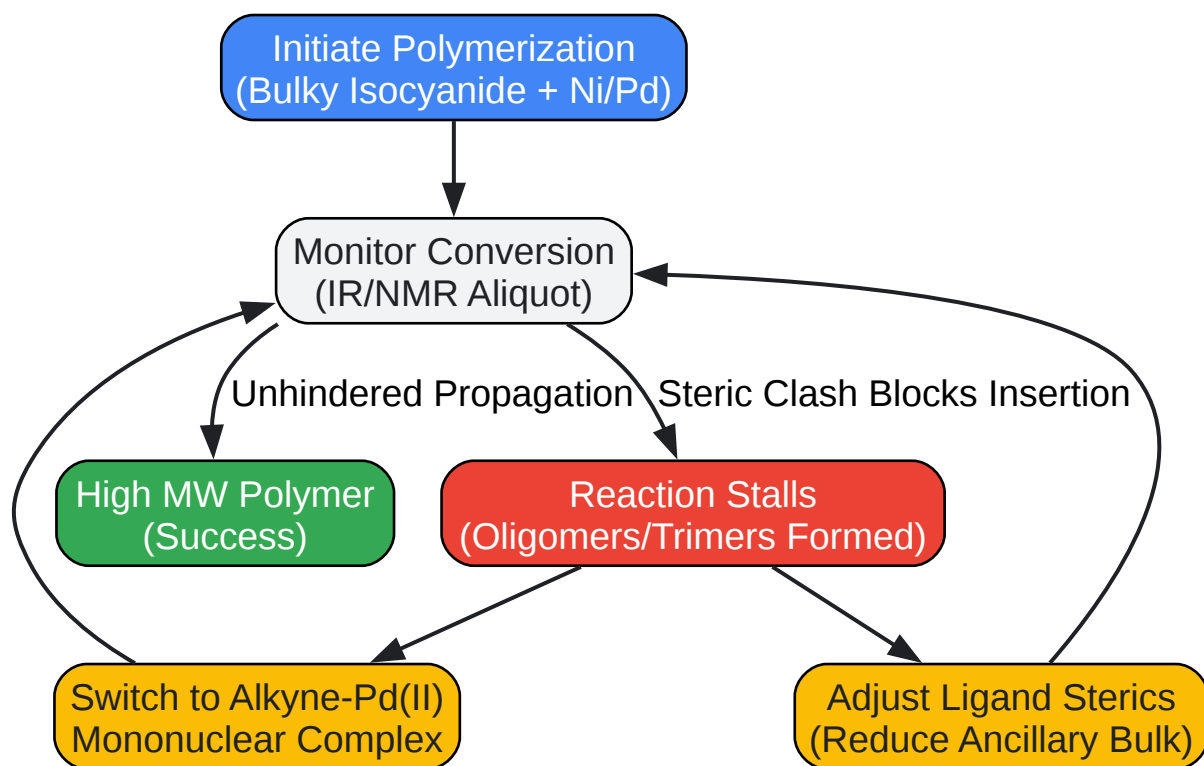 Initiate Polymerization
(Bulky Isocyanide + Ni/Pd)
Monitor Conversion
(IR/NMR Aliquot)
Unhindered Propagation
Steric Clash Blocks Insertion
High MW Polymer
(Success)
Reaction Stalls
(Oligomers/Trimers Formed)
Switch to Alkyne-Pd(II)
Mononuclear Complex
Adjust Ligand Sterics
(Reduce Ancillary Bulk)